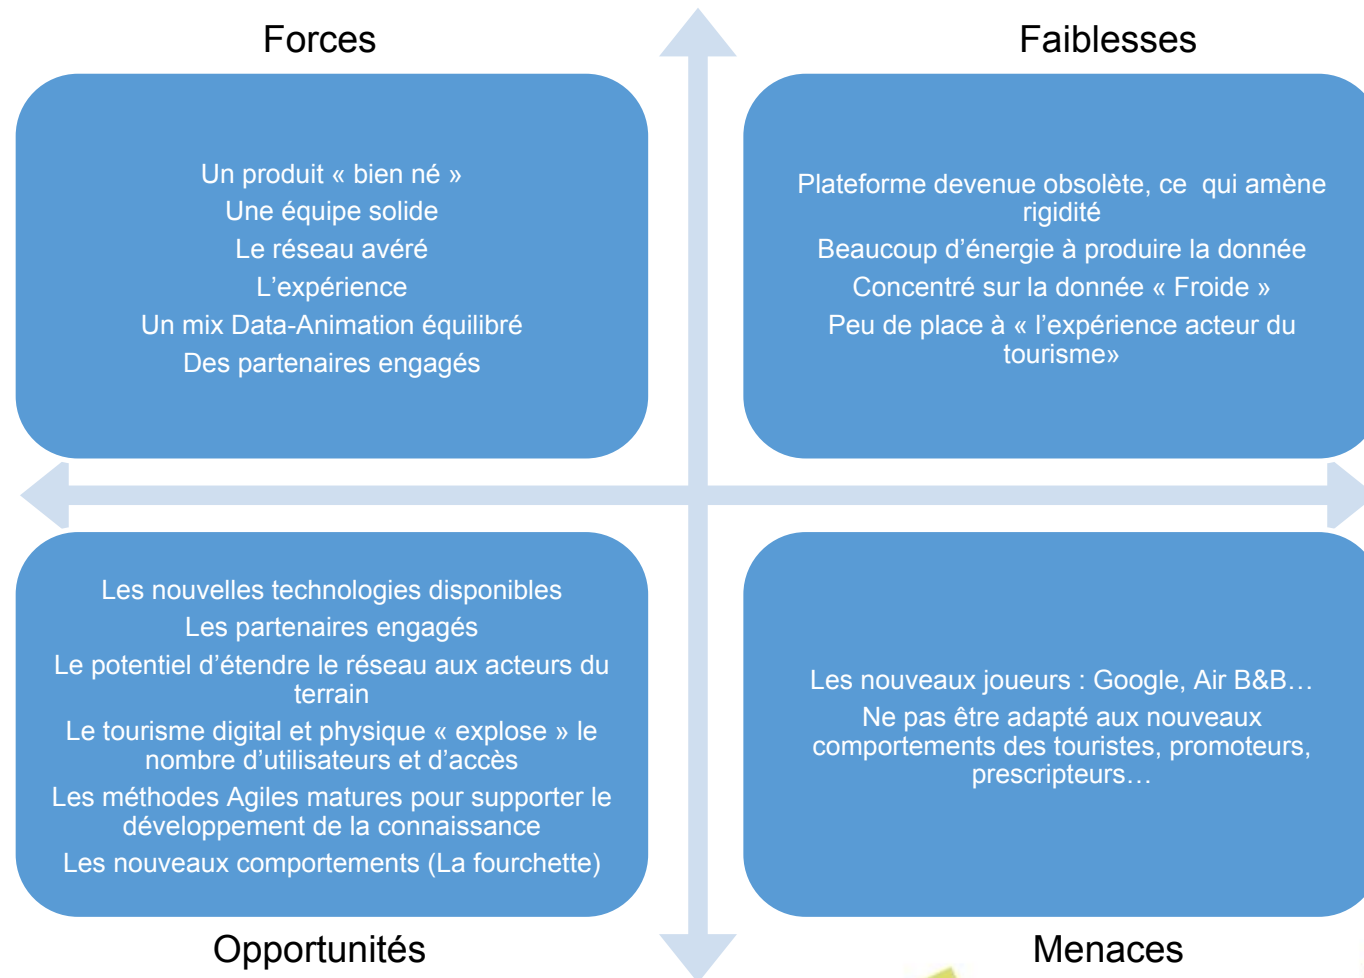 Forces
Un produit « bien né »
Une équipe solide
Le réseau avéré
L’expérience
Un mix Data-Animation équilibré
Des partenaires engagés
Faiblesses
Plateforme devenue obsolète, ce  qui amène
rigidité
Beaucoup d’énergie à produire la donnée
Concentré sur la donnée « Froide »
Peu de place à « l’expérience acteur du
tourisme»
Les nouvelles technologies disponibles
Les partenaires engagés
Le potentiel d’étendre le réseau aux acteurs du
terrain
Le tourisme digital et physique « explose » le
nombre d’utilisateurs et d’accès
Les méthodes Agiles matures pour supporter le
développement de la connaissance
Les nouveaux comportements (La fourchette)
Opportunités
Les nouveaux joueurs : Google, Air B&B…
Ne pas être adapté aux nouveaux
comportements des touristes, promoteurs,
prescripteurs…
Menaces